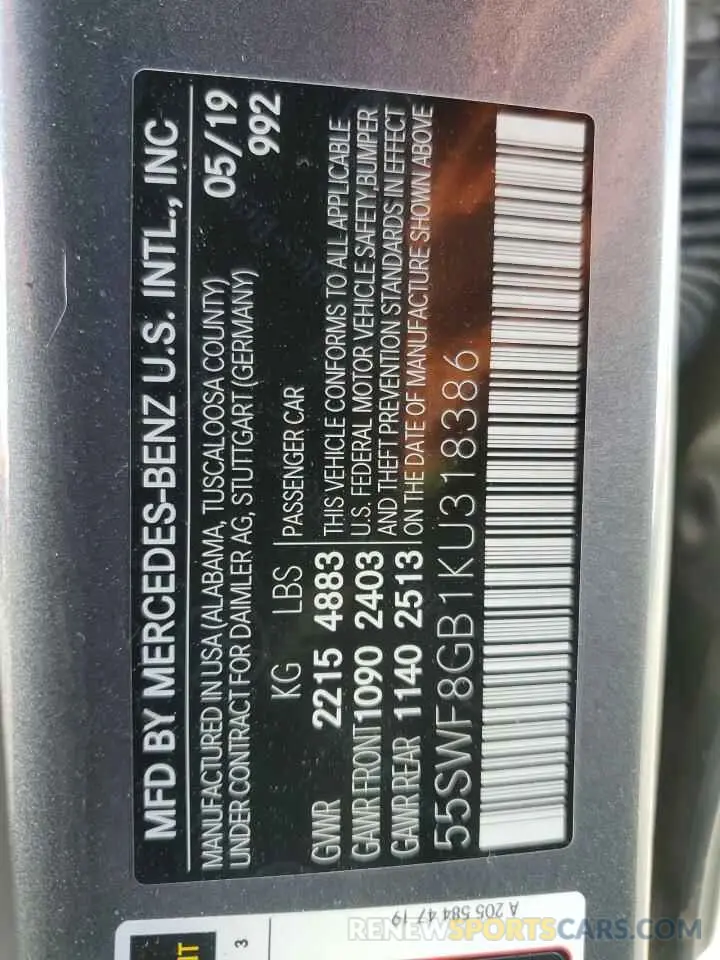 MFD BY MERCEDES-BENZ U.S. INTL., INC
MANUFACTURED IN USA (ALABAMA, TUSCALOOSA COUNTY) 05/19
UNDER CONTRACT FOR DAIMLER AG, STUTTGART (GERMANY) 992
KG LBS PASSENGER CAR
GVWR 2215 4883 THIS VEHICLE CONFORMS TO ALL APPLICABLE
GAWR FRONT 1090 2403 U.S. FEDERAL MOTOR VEHICLE SAFETY, BUMPER
AND THEFT PREVENTION STANDARDS IN EFFECT
GAWR REAR 1140 2513 ON THE DATE OF MANUFACTURE SHOWN ABOVE
55SWF8GB1KU318386
A 205 584 47 19
3
RENEWSPORTSCARS.COM